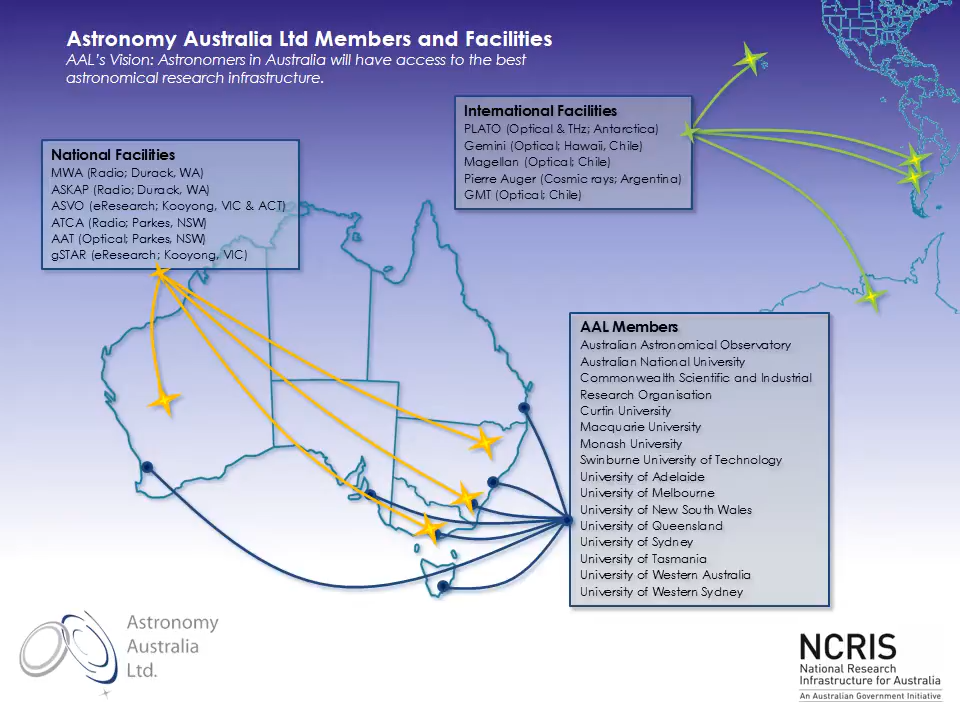 Astronomy Australia Ltd Members and Facilities
AAL's Vision: Astronomers in Australia will have access to the best
astronomical research infrastructure.
International Facilities
PLATO (Optical & THz; Antarctica)
Gemini (Optical; Hawaii, Chile)
Magellan (Optical; Chile)
Pierre Auger (Cosmic rays; Argentina)
GMT (Optical; Chile)
National Facilities
MWA (Radio; Durack, WA)
ASKAP (Radio; Durack, WA)
ASVO (eResearch; Kooyong, VIC & ACT)
ATCA (Radio; Parkes, NSW)
AAT (Optical; Parkes, NSW)
gSTAR (eResearch; Kooyong, VIC)
AAL Members
Australian Astronomical Observatory
Australian National University
Commonwealth Scientific and Industrial
Research Organisation
Curtin University
Macquarie University
Monash University
Swinburne University of Technology
University of Adelaide
University of Melbourne
University of New South Wales
University of Queensland
University of Sydney
University of Tasmania
University of Western Australia
University of Western Sydney
Astronomy
Australia
Ltd.
NCRIS
National Research
Infrastructure for Australia
An Australian Government Initiative